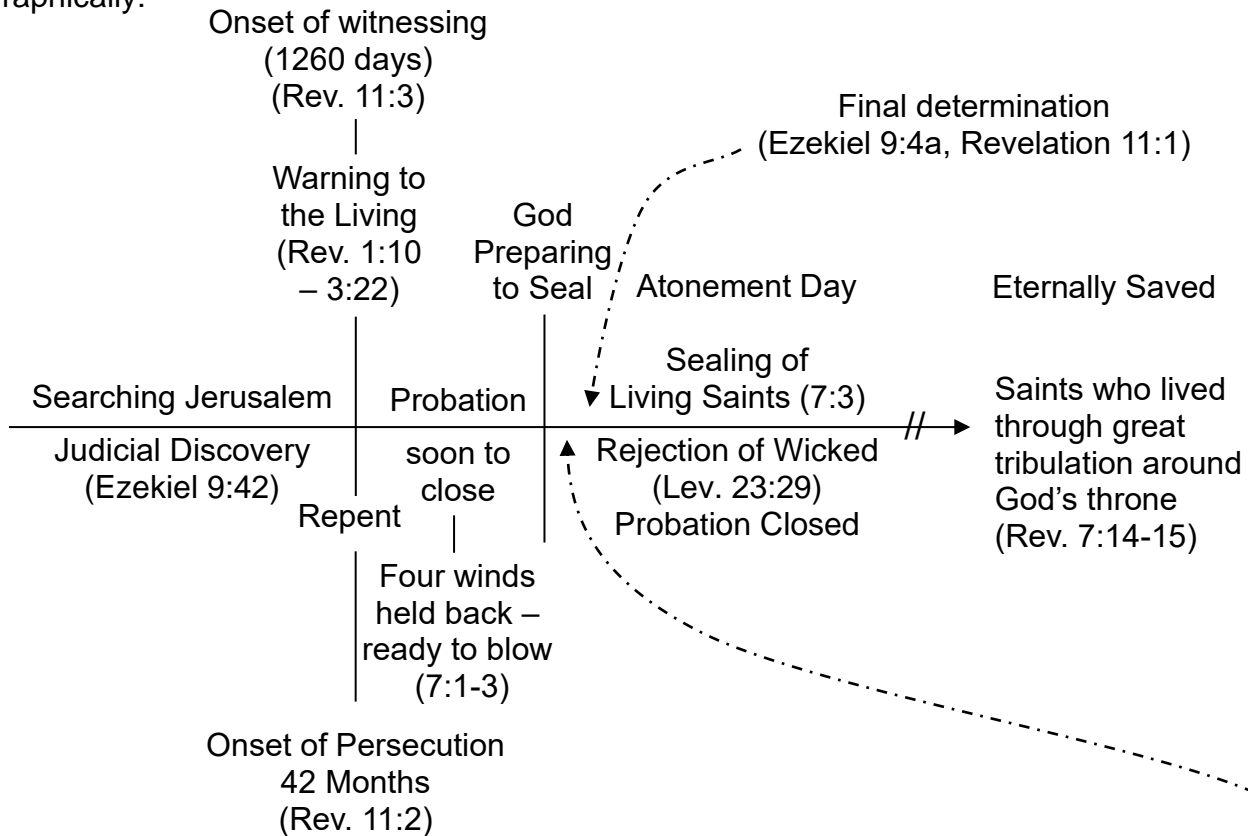 raphically:
Onset of witnessing
(1260 days)
(Rev. 11:3)
Final determination
(Ezekiel 9:4a, Revelation 11:1)
Warning to
the Living
(Rev. 1:10
– 3:22)
God
Preparing
to Seal
Atonement Day
Eternally Saved
Searching Jerusalem
Probation
Sealing of
Living Saints (7:3)
Judicial Discovery
(Ezekiel 9:42)
Repent
soon to
close
Rejection of Wicked
(Lev. 23:29)
Probation Closed
Saints who lived
through great
tribulation around
God’s throne
(Rev. 7:14-15)
Four winds
held back –
ready to blow
(7:1-3)
Onset of Persecution
42 Months
(Rev. 11:2)